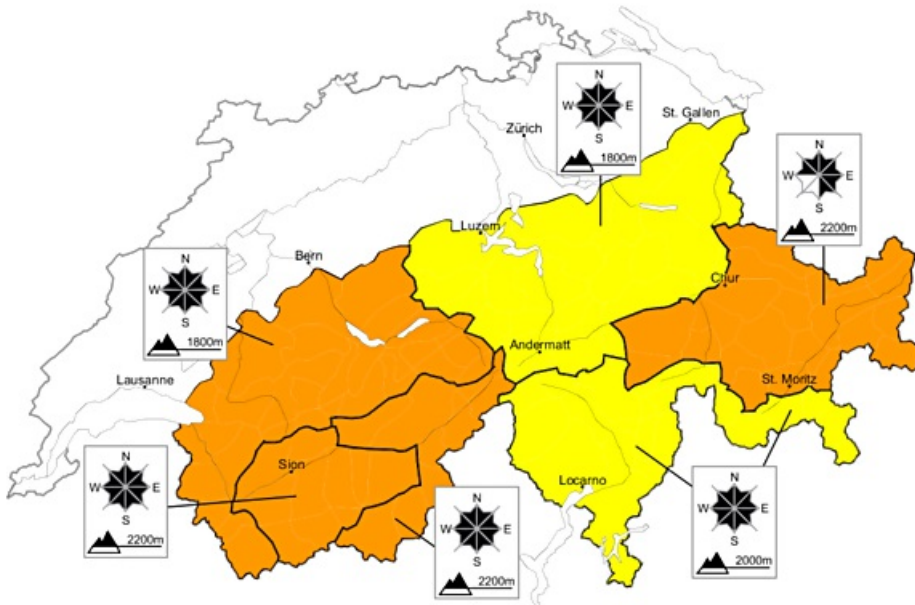 N
W E
S
1800m
St. Gallen
Zürich
N
W E
S
2200m
Luzern
Bern
N
W E
S
1800m
Chur
Andermatt
Lausanne
St. Moritz
N
W E
S
2200m
Sion
N
W E
S
2200m
Locarno
N
W E
S
2000m